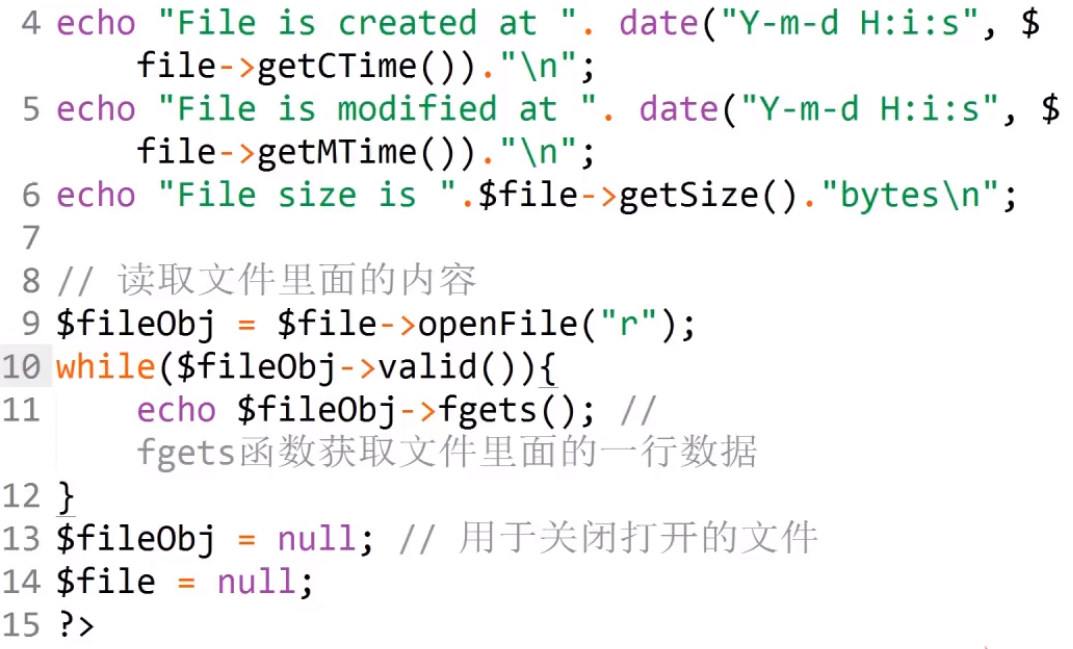 4 echo "File is created at ". date("Y-m-d H:i:s", $
file->getCTime())."\n";
5 echo "File is modified at ". date("Y-m-d H:i:s", $
file->getMTime())."\n";
6 echo "File size is ".$file->getSize()."bytes\n";
7
8 // 读取文件里面的内容
9 $fileObj = $file->openFile("r");
10 while($fileObj->valid()){
11 echo $fileObj->fgets(); //
fgets函数获取文件里面的一行数据
12 }
13 $fileObj = null; // 用于关闭打开的文件
14 $file = null;
15 ?>